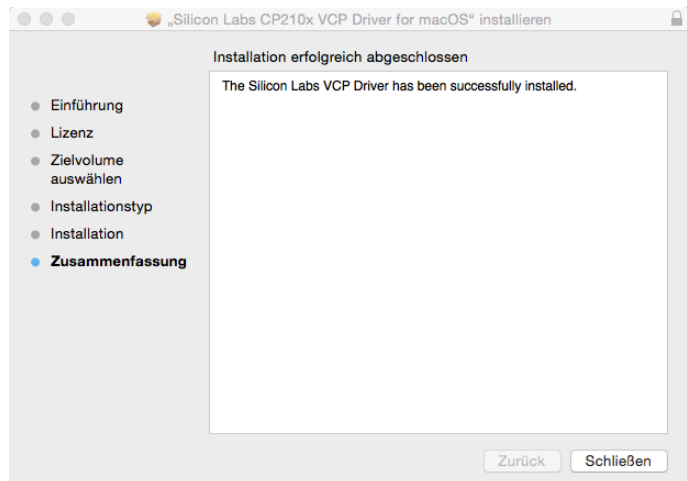 „Silicon Labs CP210x VCP Driver for macOS“ installieren
Installation erfolgreich abgeschlossen
The Silicon Labs VCP Driver has been successfully installed.
Einführung
Lizenz
Zielvolume
auswählen
Installationstyp
Installation
Zusammenfassung
Zurück
Schließen